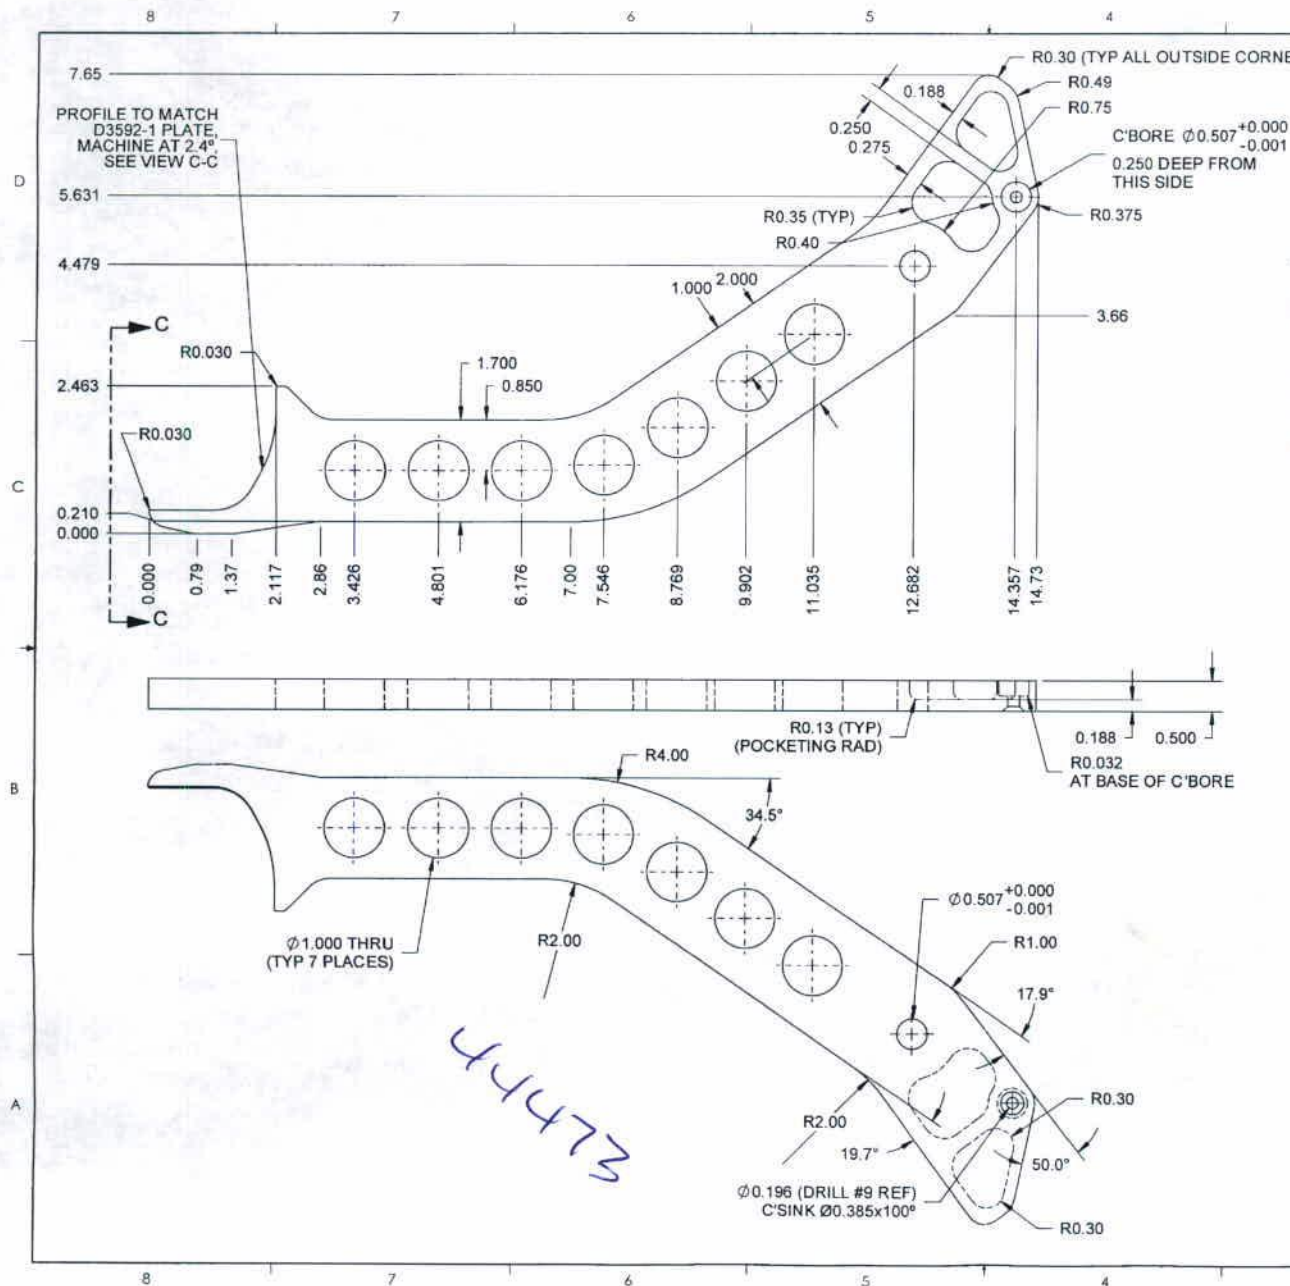 8 7 6 5 4
7.65
PROFILE TO MATCH
D3592-1 PLATE,
MACHINE AT 2.4°,
SEE VIEW C-C
R0.30 (TYP ALL OUTSIDE CORNE
R0.49
0.188
R0.75
0.250
0.275
C'BORE Ø0.507 +0.000
-0.001
0.250 DEEP FROM
THIS SIDE
D
5.631
R0.35 (TYP)
R0.375
R0.40
4.479
1.000 2.000
3.66
C
R0.030
1.700
2.463
0.850
R0.030
C
0.210
0.000
0.000 0.79 1.37 2.117 2.86 3.426 4.801 6.176 7.00 7.546 8.769 9.902 11.035 12.682 14.357 14.73
C
R0.13 (TYP)
(POCKETING RAD)
0.188 0.500
R0.032
AT BASE OF C'BORE
R4.00
B
34.5°
Ø0.507 +0.000
-0.001
Ø1.000 THRU
(TYP 7 PLACES)
R2.00
R1.00
17.9°
44473
A
R0.30
R2.00
19.7°
50.0°
Ø0.196 (DRILL #9 REF)
C'SINK Ø0.385x100°
R0.30
8 7 6 5 4